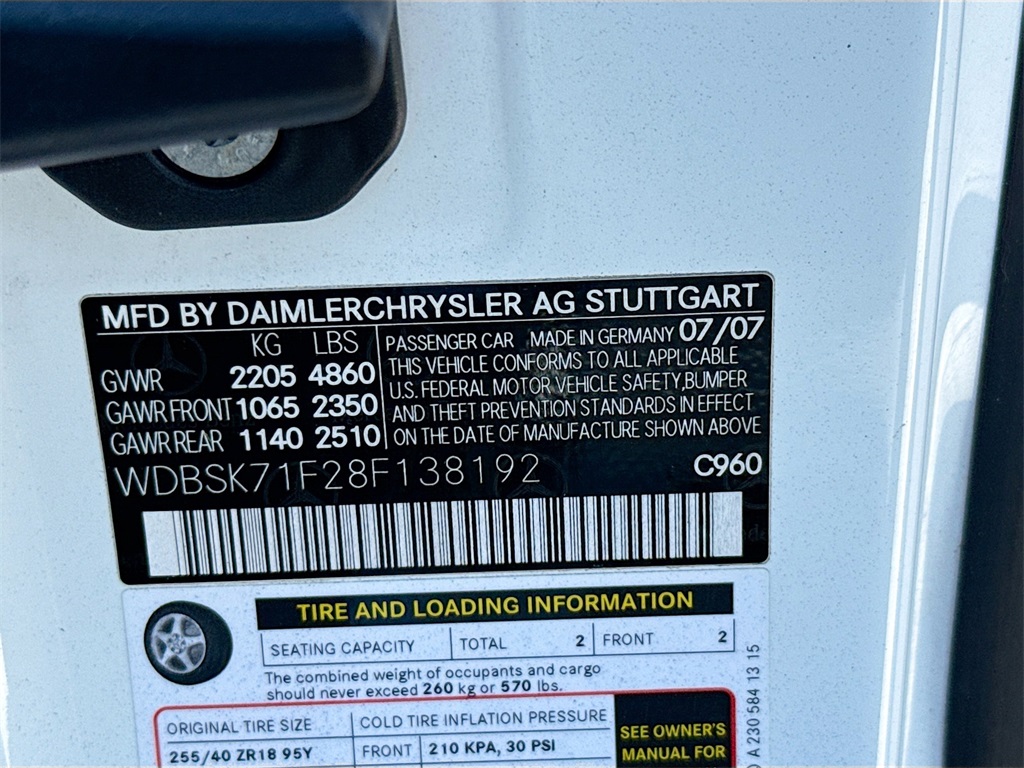 MFD BY DAIMLERCHRYSLER AG STUTTGART
KG LBS
GVWR 2205 4860
GAWR FRONT 1065 2350
GAWR REAR 1140 2510
PASSENGER CAR MADE IN GERMANY 07/07
THIS VEHICLE CONFORMS TO ALL APPLICABLE
U.S. FEDERAL MOTOR VEHICLE SAFETY,BUMPER
AND THEFT PREVENTION STANDARDS IN EFFECT
ON THE DATE OF MANUFACTURE SHOWN ABOVE
WDBSK71F28F138192 C960
TIRE AND LOADING INFORMATION
SEATING CAPACITY TOTAL 2 FRONT 2
The combined weight of occupants and cargo
should never exceed 260 kg or 570 lbs.
ORIGINAL TIRE SIZE COLD TIRE INFLATION PRESSURE
255/40 ZR18 95Y FRONT 210 KPA, 30 PSI
SEE OWNER'S
MANUAL FOR
A 230 584 13 15